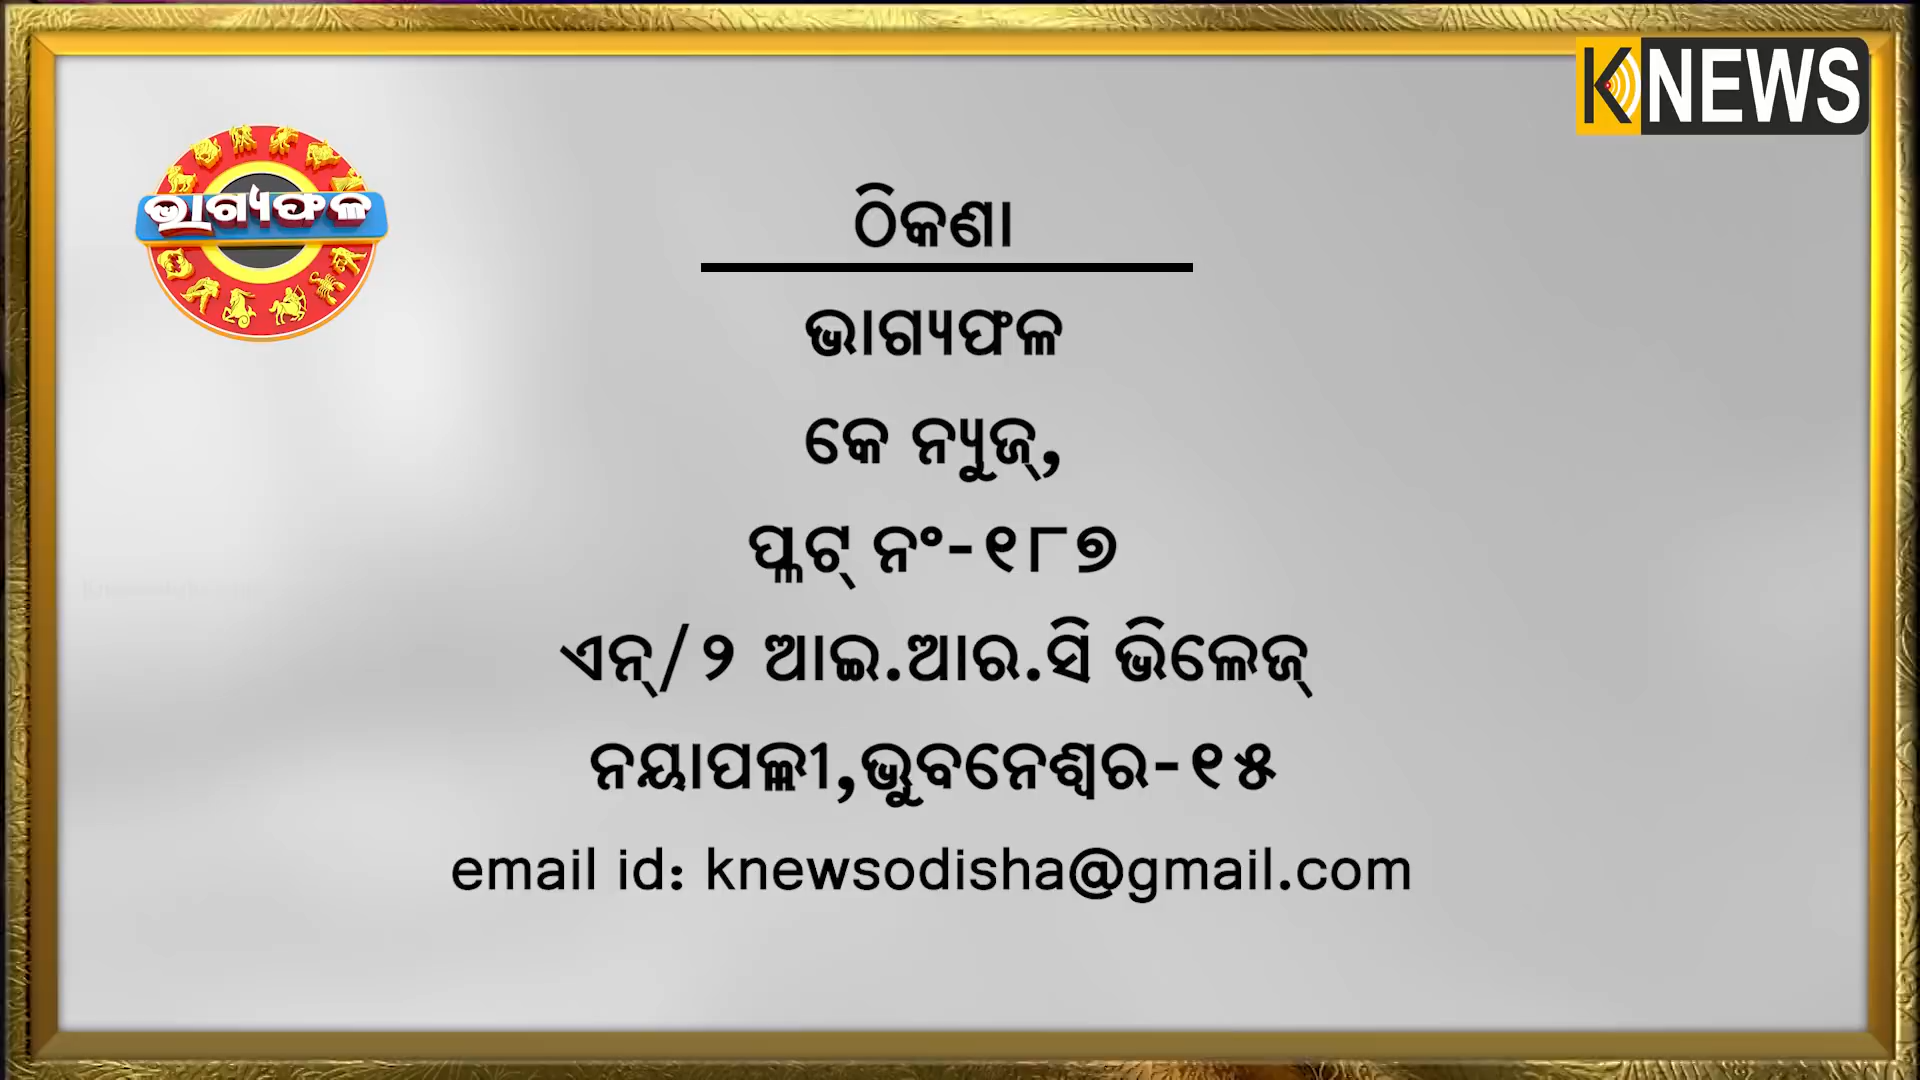 KNEWS
ଭାଗ୍ୟଫଳ
ଠିକଣା
ଭାଗ୍ୟଫଳ
କେ ନ୍ୟୁଜ୍,
ପ୍ଲଟ୍ ନଂ-୧୮୭
ଏନ୍/୨ ଆଇ.ଆର.ସି ଭିଲେଜ୍
ନୟାପଲ୍ଲୀ,ଭୁବନେଶ୍ୱର-୧୫
email id: knewsodisha@gmail.com